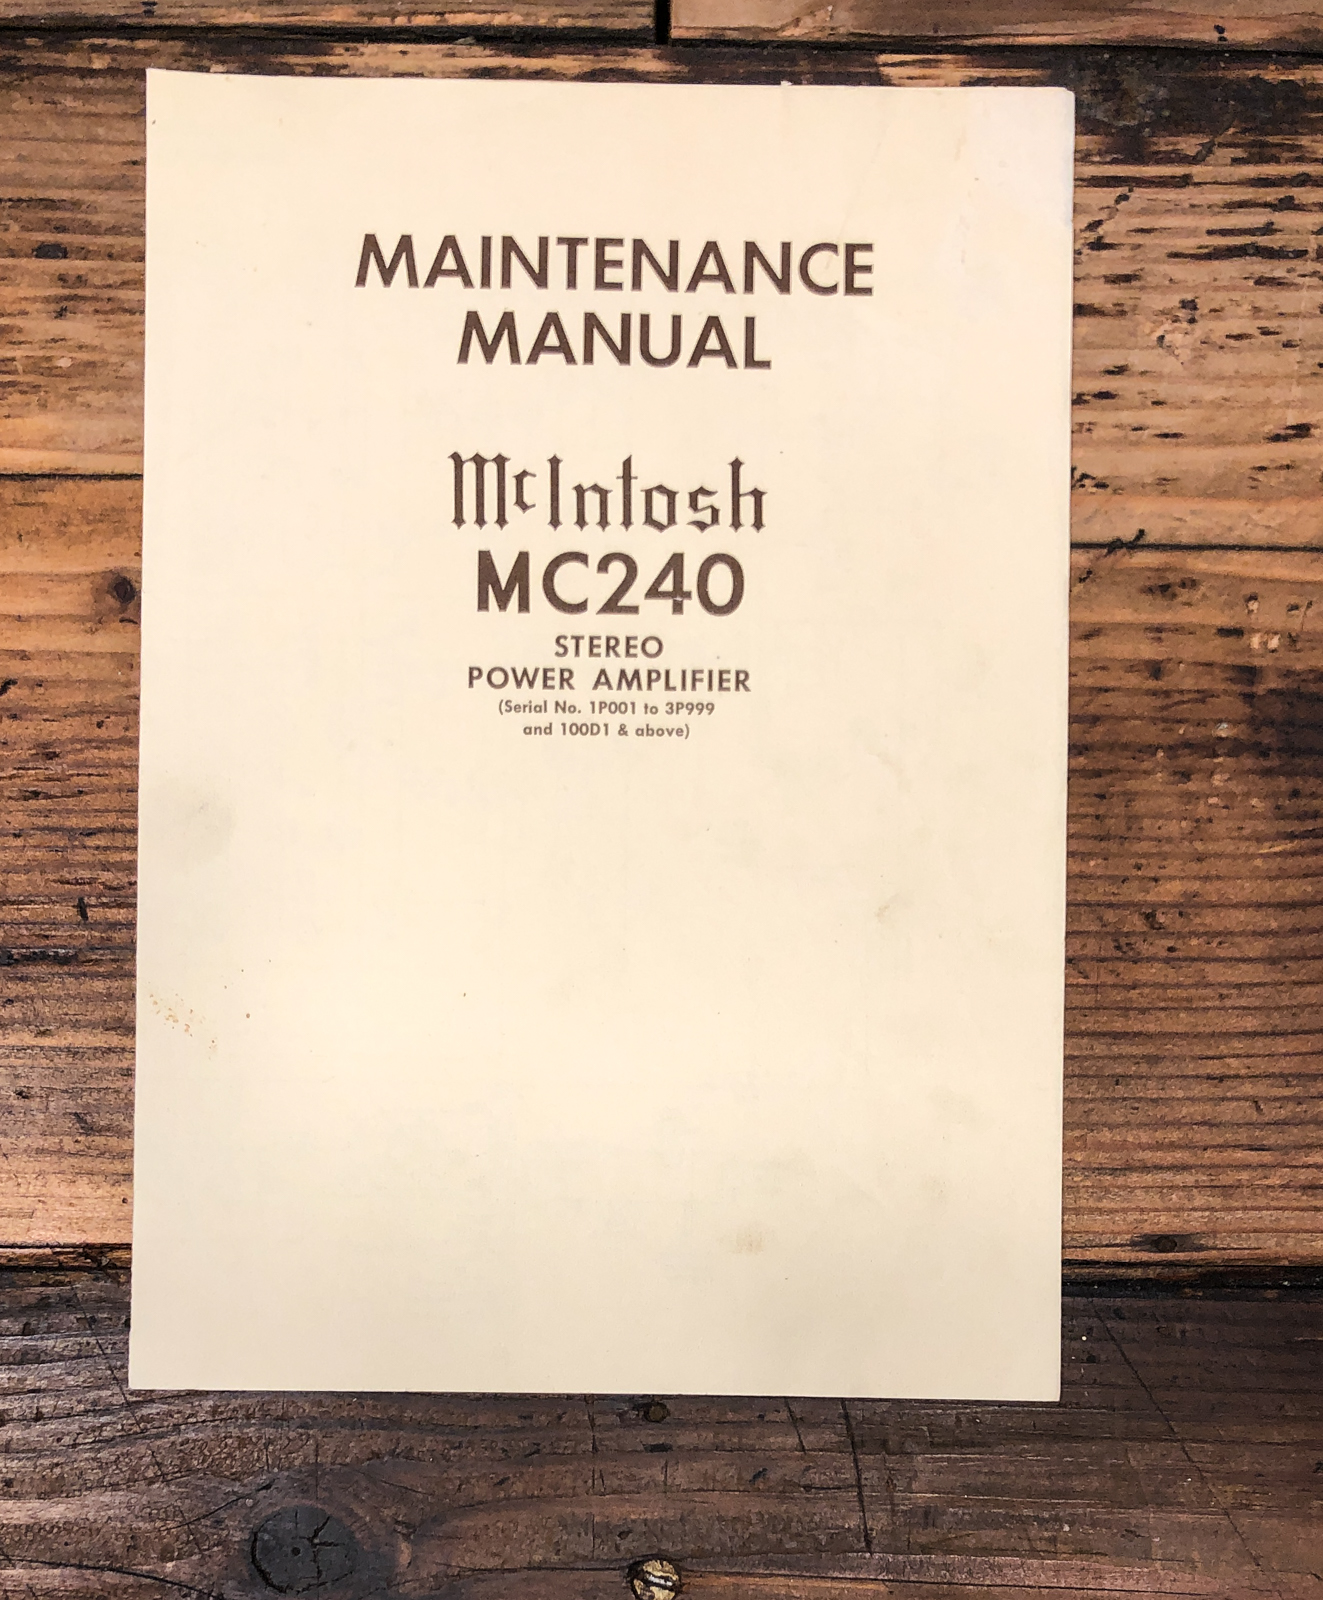 MAINTENANCE
MANUAL
McIntosh
MC240
STEREO
POWER AMPLIFIER
(Serial No. 1P001 to 3P999
and 100D1 & above)